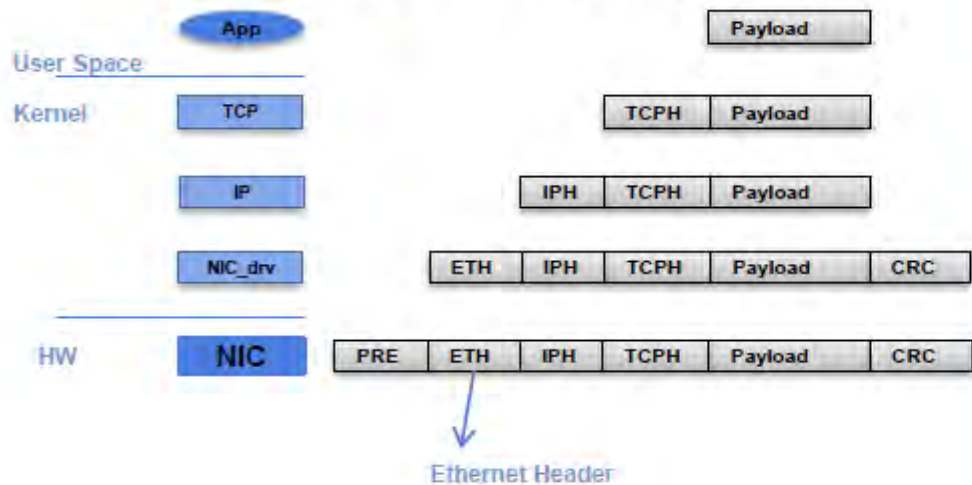 App Payload
User Space
Kernel TCP TCPH Payload
IP IPH TCPH Payload
NIC_drv ETH IPH TCPH Payload CRC
HW NIC PRE ETH IPH TCPH Payload CRC
Ethernet Header